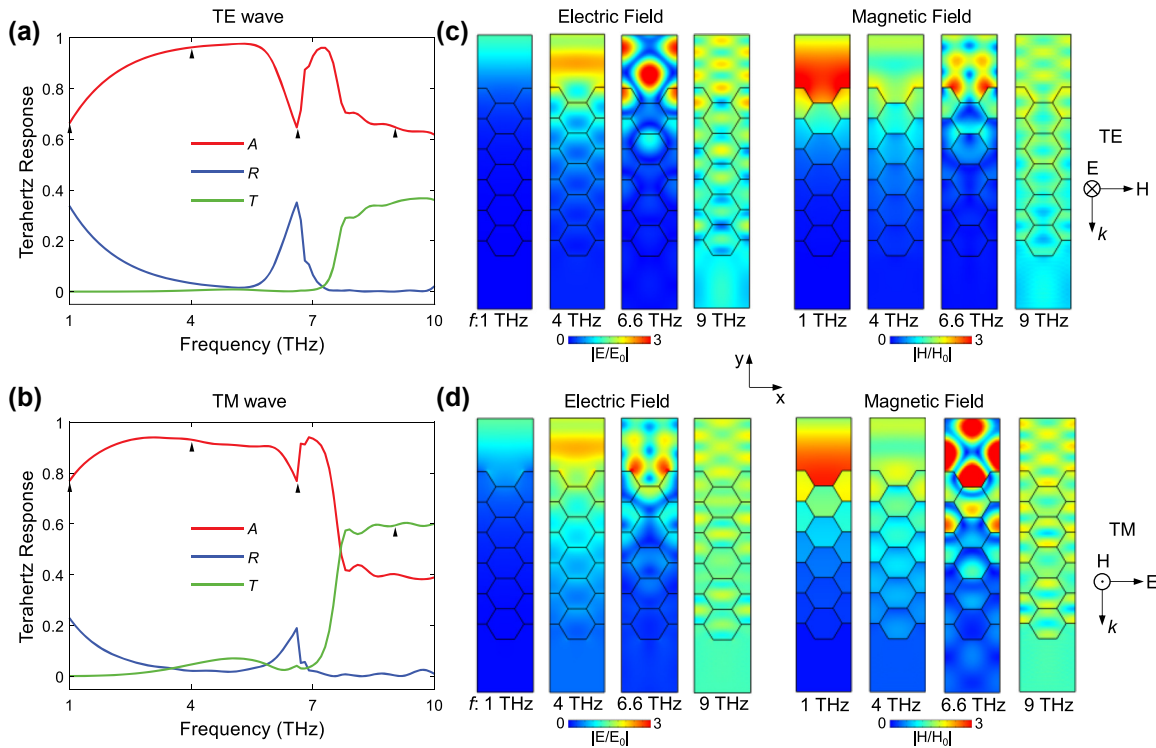 (a)
TE wave
Terahertz Response
1
0.8
0.6
0.4
0.2
0
A
R
T
1
4
7
10
Frequency (THz)
(c)
Electric Field
Magnetic Field
f:1 THz
4 THz
6.6 THz
9 THz
0
3
|E/E₀|
1 THz
4 THz
6.6 THz
9 THz
0
3
|H/H₀|
TE
E
H
k
y
x
(b)
TM wave
Terahertz Response
1
0.8
0.6
0.4
0.2
0
A
R
T
1
4
7
10
Frequency (THz)
(d)
Electric Field
Magnetic Field
f: 1 THz
4 THz
6.6 THz
9 THz
0
3
|E/E₀|
1 THz
4 THz
6.6 THz
9 THz
0
3
|H/H₀|
TM
H
E
k